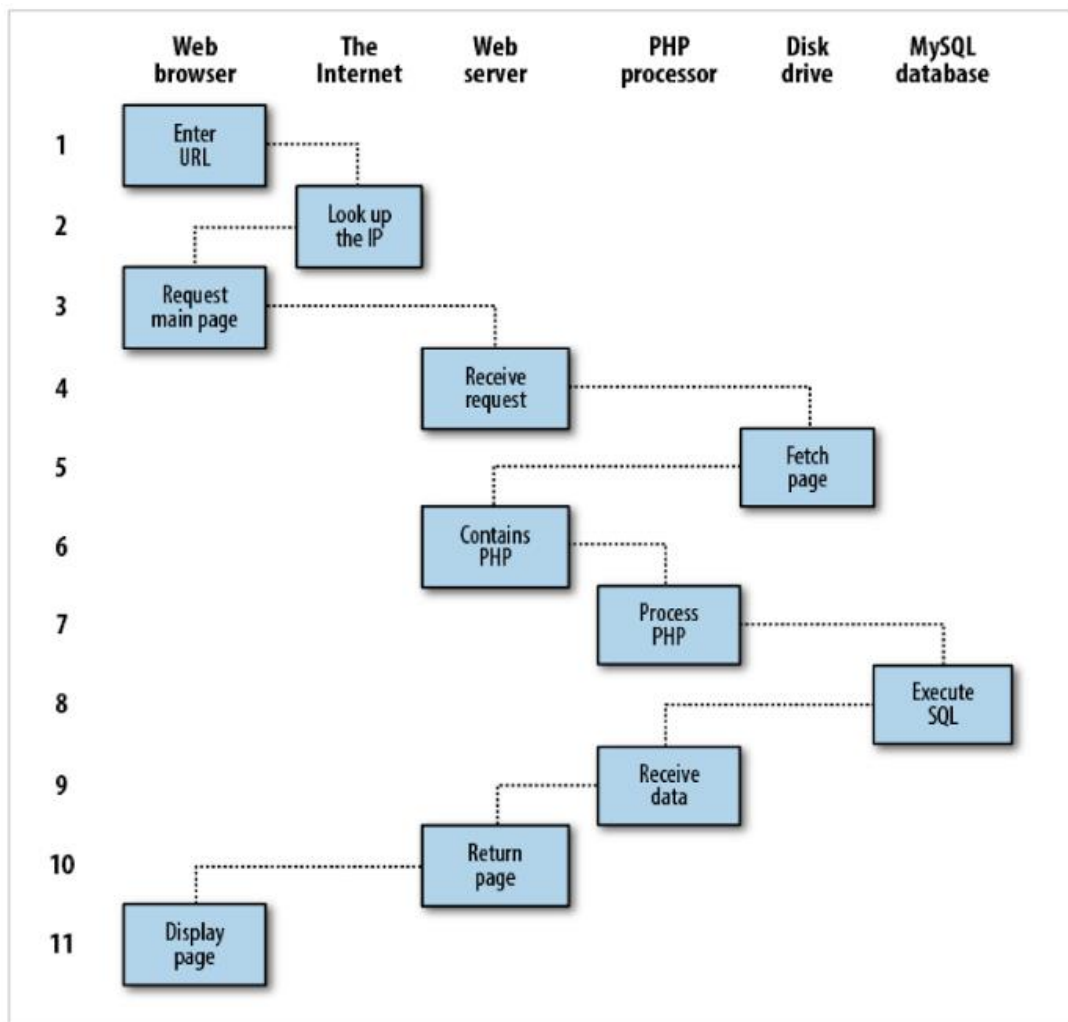 Web
browser
The
Internet
Web
server
PHP
processor
Disk
drive
MySQL
database
1
Enter
URL
2
Look up
the IP
3
Request
main page
4
Receive
request
5
Fetch
page
6
Contains
PHP
7
Process
PHP
8
Execute
SQL
9
Receive
data
10
Return
page
11
Display
page